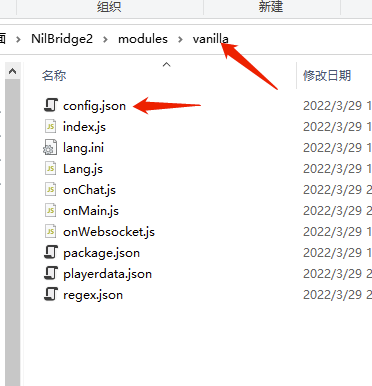 组织 新建
面 › NilBridge2 › modules › vanilla
名称 修改日期
config.json 2022/3/29 1
index.js 2022/3/29 1
lang.ini 2022/3/29 1
Lang.js 2022/3/29 1
onChat.js 2022/3/29 1
onMain.js 2022/3/29 1
onWebsocket.js 2022/3/29 1
package.json 2022/3/29 1
playerdata.json 2022/3/29 1
regex.json 2022/3/29 2